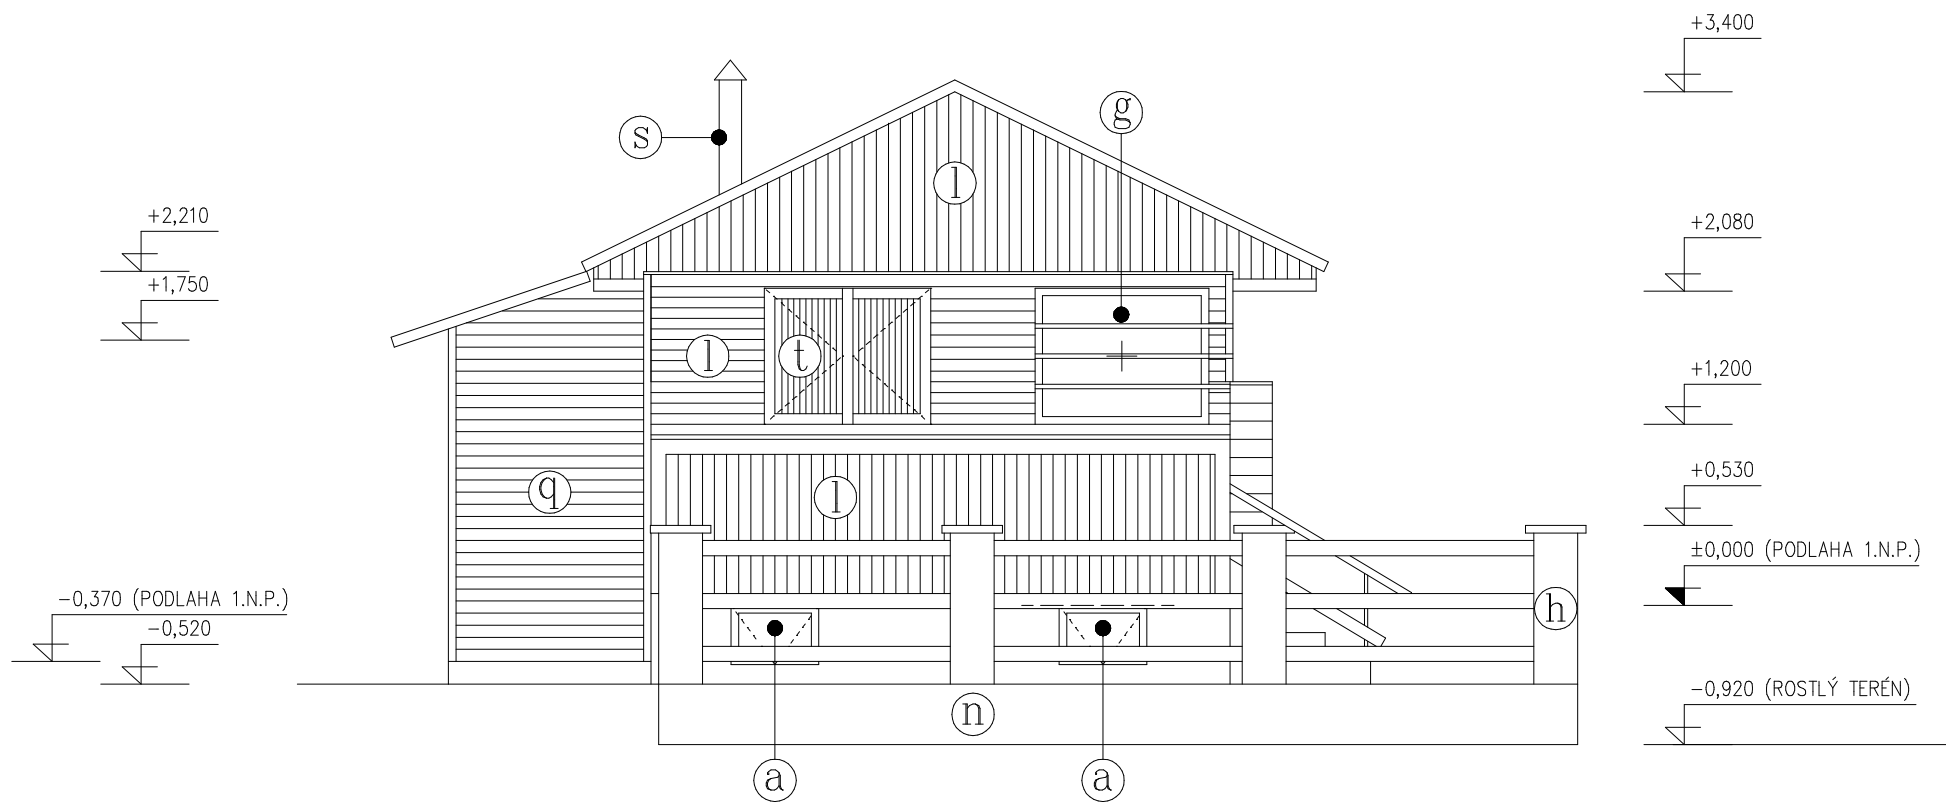 +3,400
g
s
l
+2,210
+2,080
+1,750
l
t
+1,200
+0,530
q
l
±0,000 (PODLAHA 1.N.P.)
-0,370 (PODLAHA 1.N.P.)
h
-0,520
-0,920 (ROSTLÝ TERÉN)
n
a
a